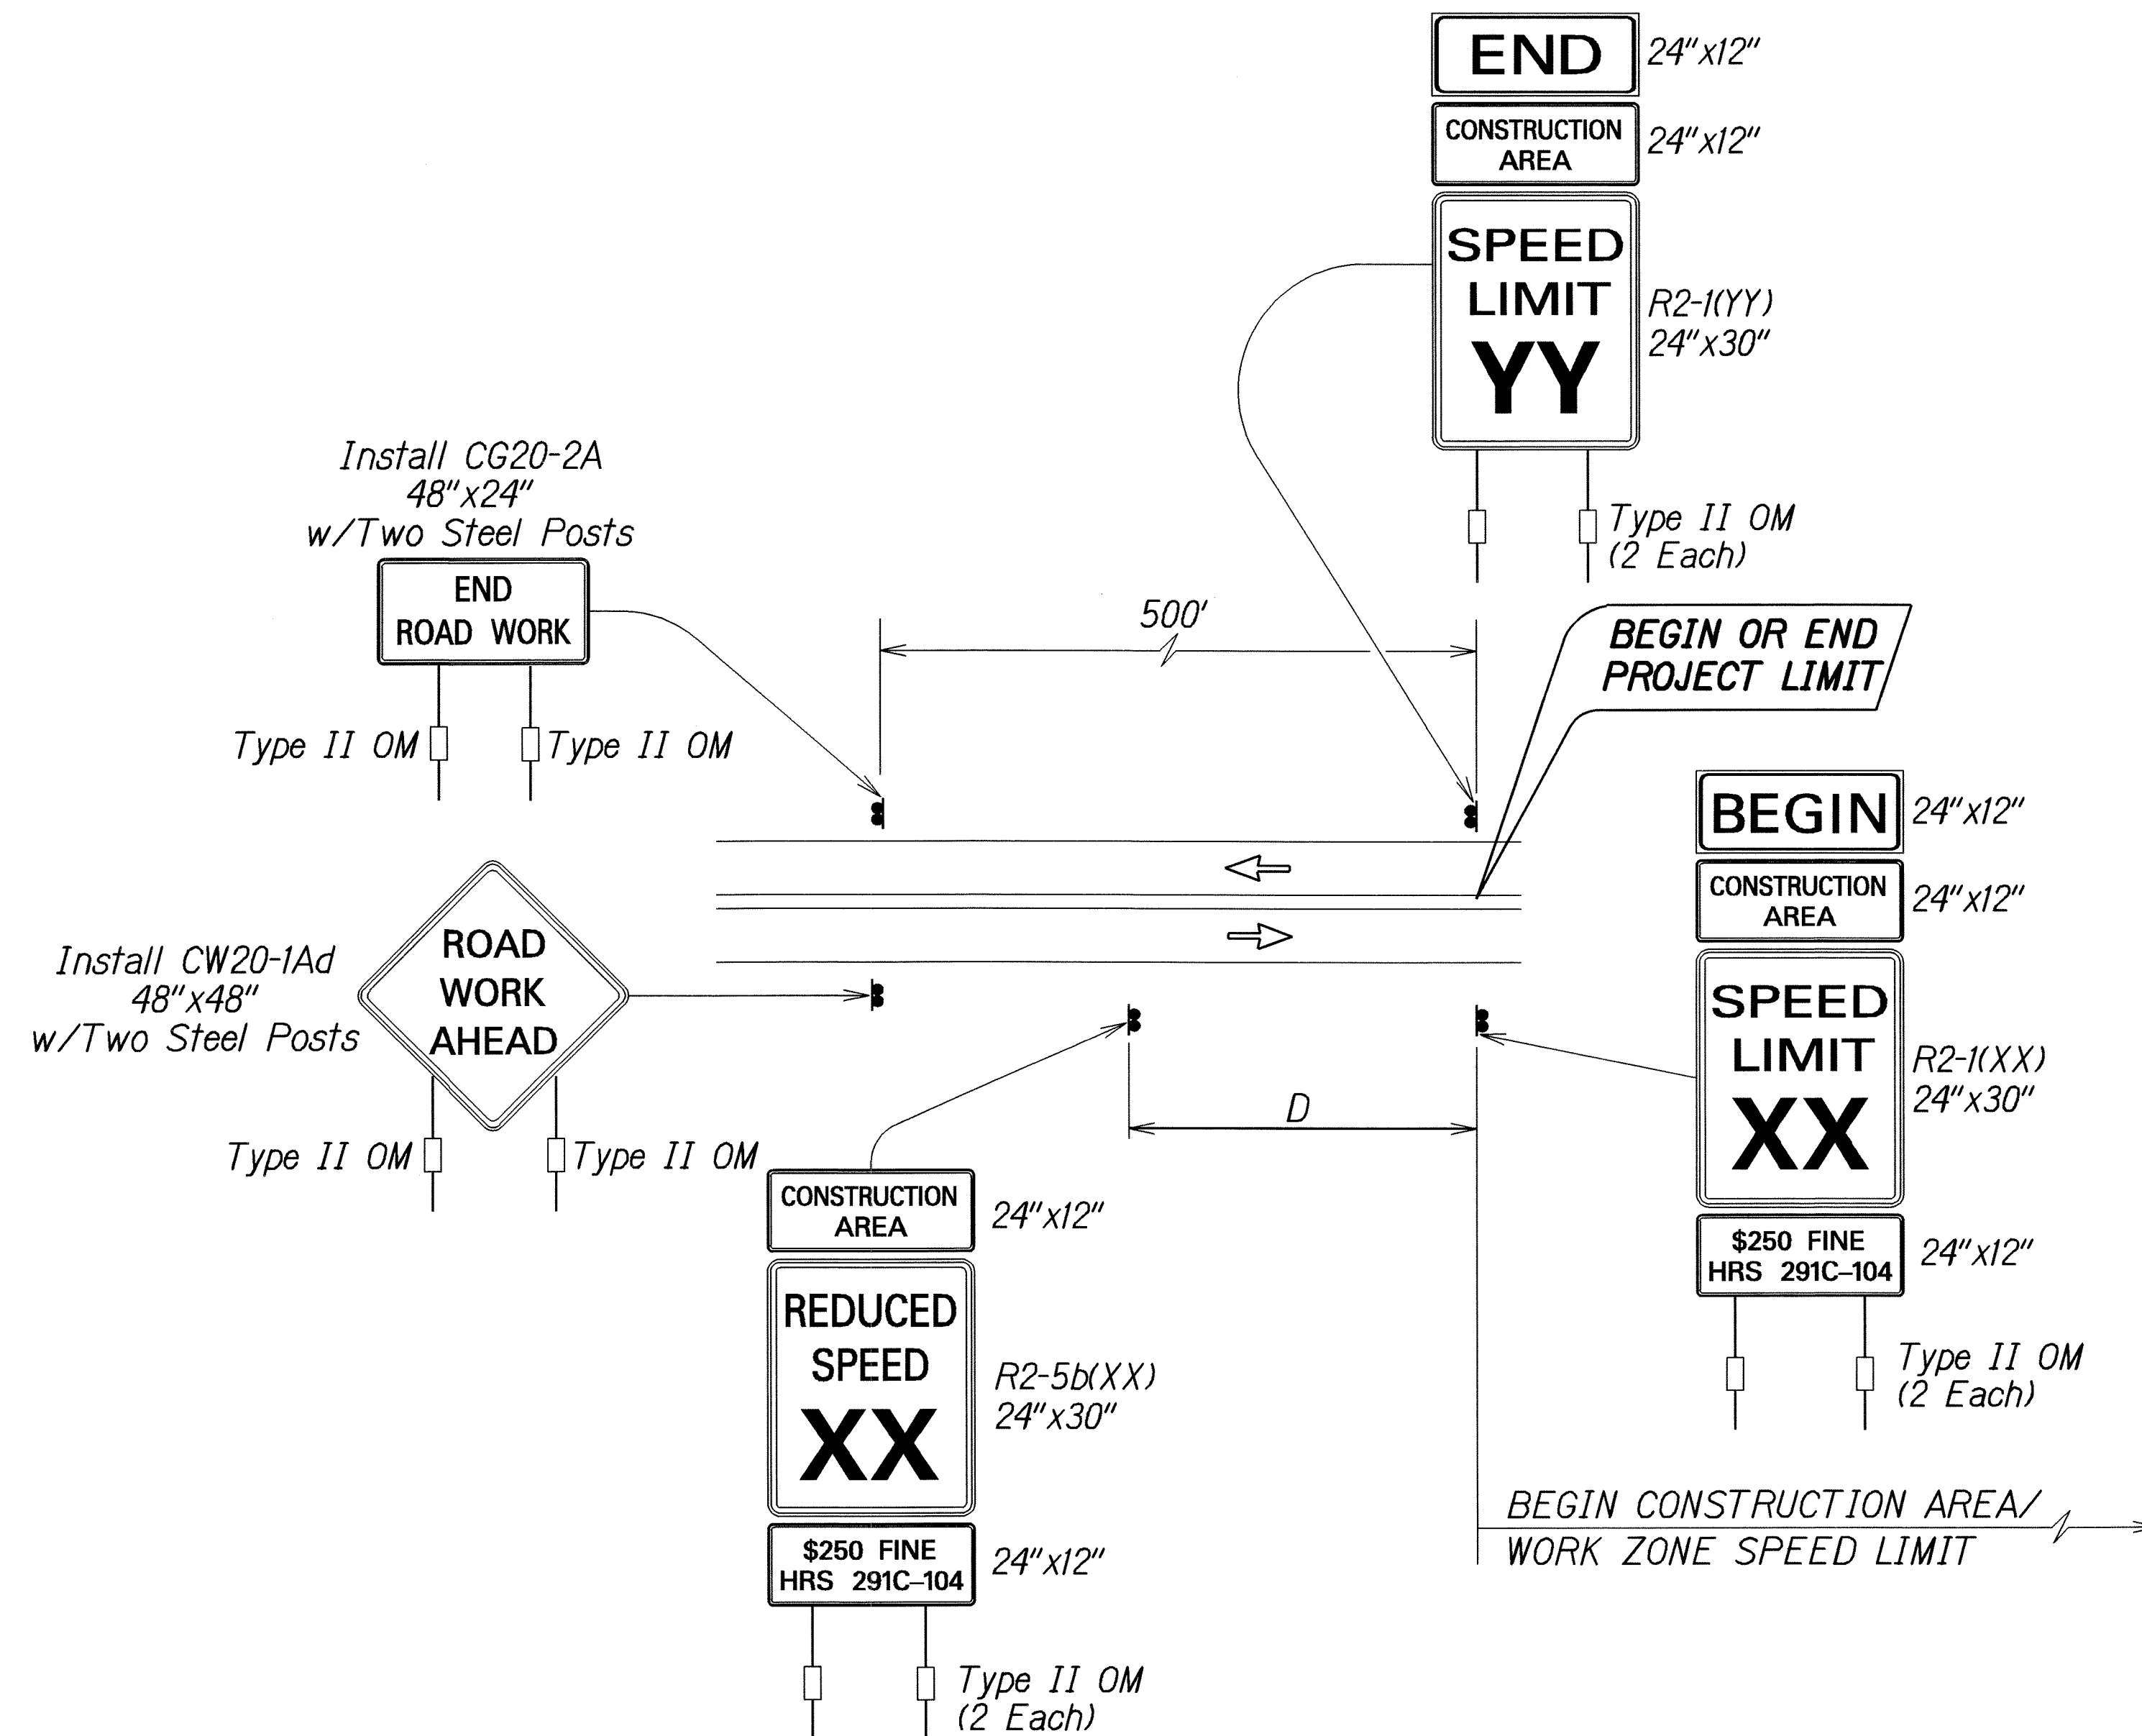 END
24"x12"
CONSTRUCTION
AREA
24"x12"
SPEED
LIMIT
YY
R2-1(YY)
24"x30"
Type II OM
(2 Each)
Install CG20-2A
48"x24"
w/Two Steel Posts
END
ROAD WORK
Type II OM
Type II OM
500'
BEGIN OR END
PROJECT LIMIT
BEGIN
24"x12"
CONSTRUCTION
AREA
24"x12"
SPEED
LIMIT
XX
R2-1(XX)
24"x30"
$250 FINE
HRS 291C-104
24"x12"
Type II OM
(2 Each)
Install CW20-1Ad
48"x48"
w/Two Steel Posts
ROAD
WORK
AHEAD
Type II OM
Type II OM
D
CONSTRUCTION
AREA
24"x12"
REDUCED
SPEED
XX
R2-5b(XX)
24"x30"
$250 FINE
HRS 291C-104
24"x12"
Type II OM
(2 Each)
BEGIN CONSTRUCTION AREA/
WORK ZONE SPEED LIMIT